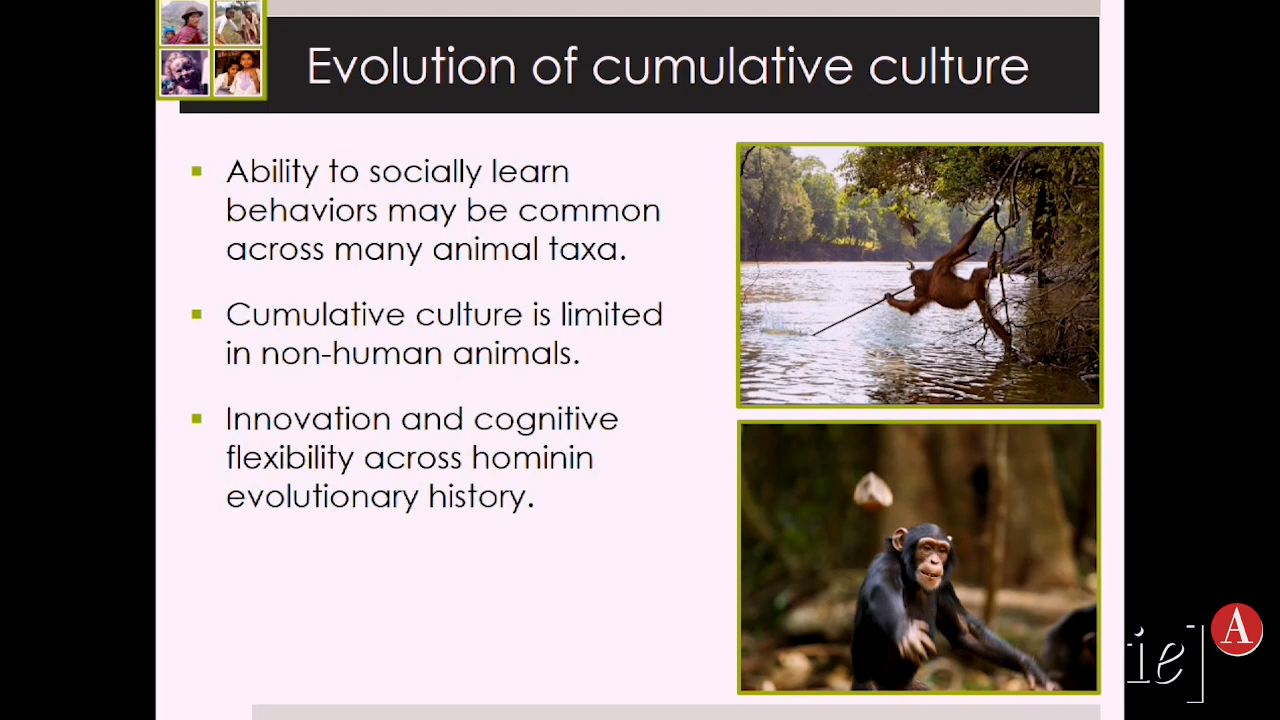 Evolution of cumulative culture
Ability to socially learn
behaviors may be common
across many animal taxa.
Cumulative culture is limited
in non-human animals.
Innovation and cognitive
flexibility across hominin
evolutionary history.
ie]
A